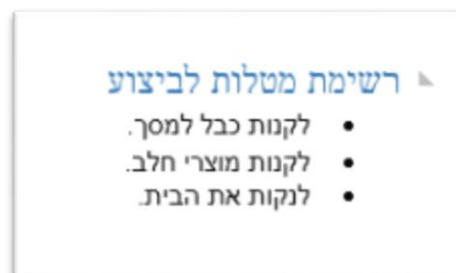 רשימת מטלות לביצוע
• לקנות כבל למסך.
• לקנות מוצרי חלב.
• לנקות את הבית.